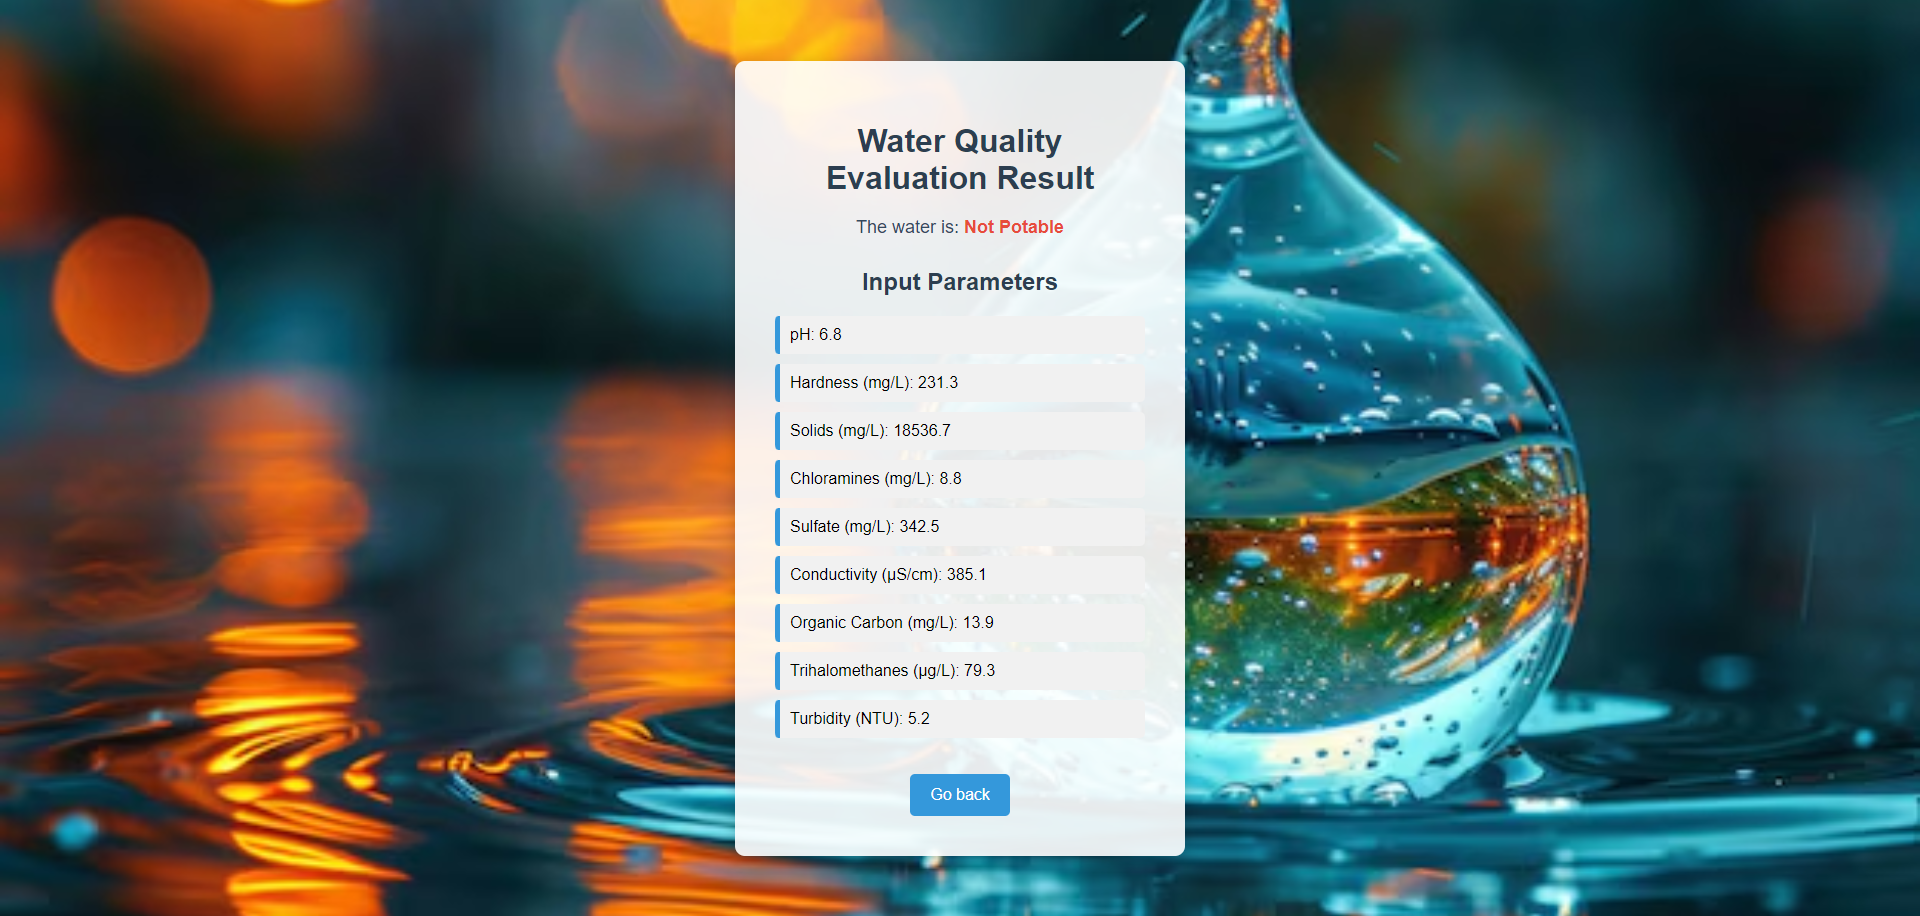 Water Quality
Evaluation Result
The water is: Not Potable
Input Parameters
pH: 6.8
Hardness (mg/L): 231.3
Solids (mg/L): 18536.7
Chloramines (mg/L): 8.8
Sulfate (mg/L): 342.5
Conductivity (μS/cm): 385.1
Organic Carbon (mg/L): 13.9
Trihalomethanes (μg/L): 79.3
Turbidity (NTU): 5.2
Go back